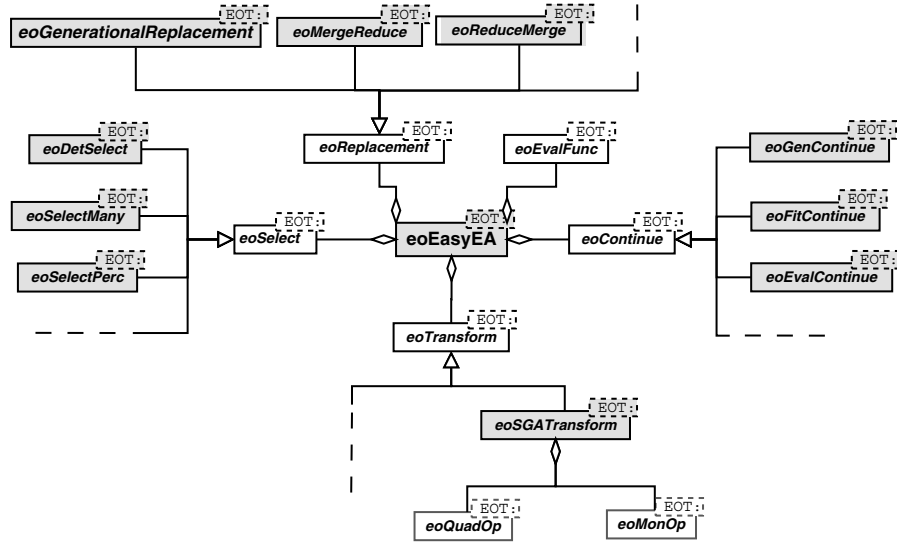 EOT:
eoGenerationalReplacement
EOT:
eoMergeReduce
EOT:
eoReduceMerge
EOT:
eoDetSelect
EOT:
eoReplacement
EOT:
eoEvalFunc
EOT:
eoGenContinue
EOT:
eoSelectMany
EOT:
eoSelect
EOT:
eoEasyEA
EOT:
eoContinue
EOT:
eoFitContinue
EOT:
eoSelectPerc
EOT:
eoEvalContinue
EOT:
eoTransform
EOT:
eoSGATransform
EOT:
eoQuadOp
EOT:
eoMonOp